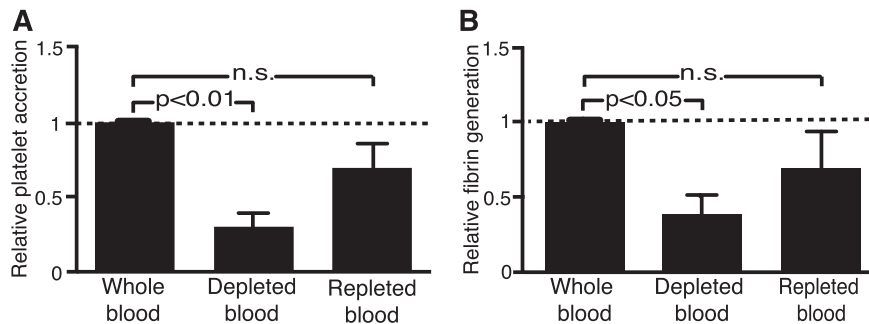 A
Relative platelet accretion
1.5
1
0.5
0
n.s.
p<0.01
Whole
blood
Depleted
blood
Repleted
blood
B
Relative fibrin generation
1.5
1
0.5
0
n.s.
p<0.05
Whole
blood
Depleted
blood
Repleted
blood